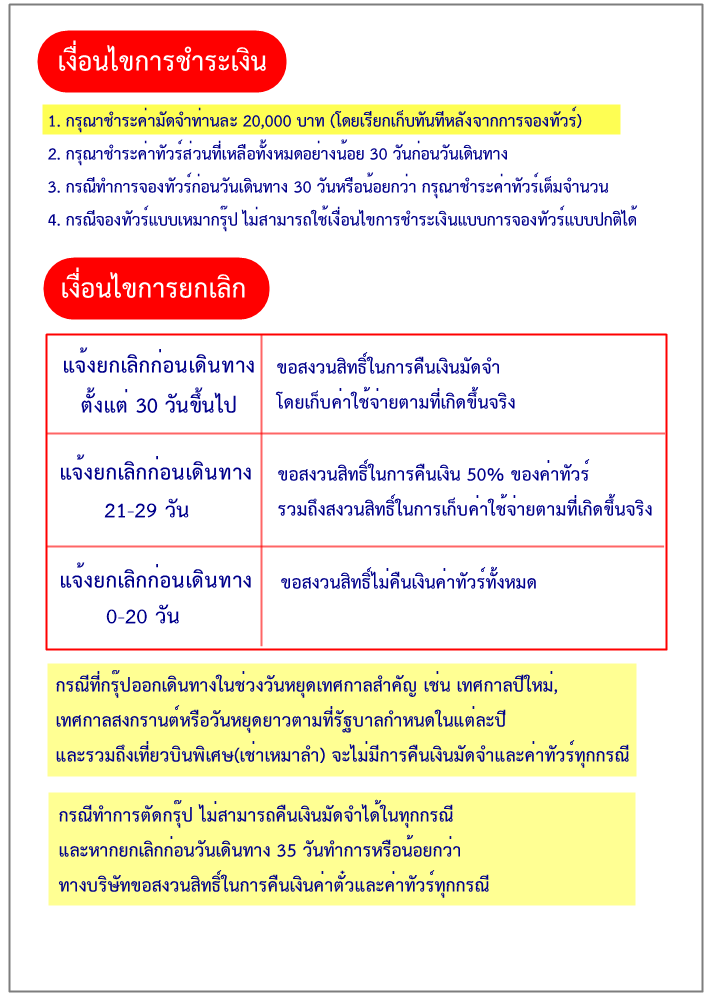 เงื่อนไขการชำระเงิน
1. กรุณาชำระค่ามัดจำท่านละ 20,000 บาท (โดยเรียกเก็บทันทีหลังจากการจองทัวร์)
2. กรุณาชำระค่าทัวร์ส่วนที่เหลือทั้งหมดอย่างน้อย 30 วันก่อนวันเดินทาง
3. กรณีทำการจองทัวร์ก่อนวันเดินทาง 30 วันหรือน้อยกว่า กรุณาชำระค่าทัวร์เต็มจำนวน
4. กรณีจองทัวร์แบบเหมากรุ๊ป ไม่สามารถใช้เงื่อนไขการชำระเงินแบบการจองทัวร์แบบปกติได้
เงื่อนไขการยกเลิก
แจ้งยกเลิกก่อนเดินทาง
ตั้งแต่ 30 วันขึ้นไป
ขอสงวนสิทธิ์ในการคืนเงินมัดจำ
โดยเก็บค่าใช้จ่ายตามที่เกิดขึ้นจริง
แจ้งยกเลิกก่อนเดินทาง
21-29 วัน
ขอสงวนสิทธิ์ในการคืนเงิน 50% ของค่าทัวร์
รวมถึงสงวนสิทธิ์ในการเก็บค่าใช้จ่ายตามที่เกิดขึ้นจริง
แจ้งยกเลิกก่อนเดินทาง
0-20 วัน
ขอสงวนสิทธิ์ไม่คืนเงินค่าทัวร์ทั้งหมด
กรณีที่กรุ๊ปออกเดินทางในช่วงวันหยุดเทศกาลสำคัญ เช่น เทศกาลปีใหม่,
เทศกาลสงกรานต์หรือวันหยุดยาวตามที่รัฐบาลกำหนดในแต่ละปี
และรวมถึงเที่ยวบินพิเศษ(เช่าเหมาลำ) จะไม่มีการคืนเงินมัดจำและค่าทัวร์ทุกกรณี
กรณีทำการตัดกรุ๊ป ไม่สามารถคืนเงินมัดจำได้ในทุกกรณี
และหากยกเลิกก่อนวันเดินทาง 35 วันทำการหรือน้อยกว่า
ทางบริษัทขอสงวนสิทธิ์ในการคืนเงินค่าตั๋วและค่าทัวร์ทุกกรณี